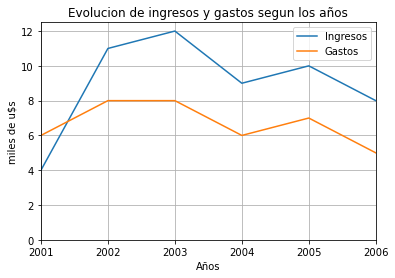 Evolucion de ingresos y gastos segun los años
Ingresos
Gastos
12
10
8
6
4
2
0
miles de u$s
2001 2002 2003 2004 2005 2006
Años